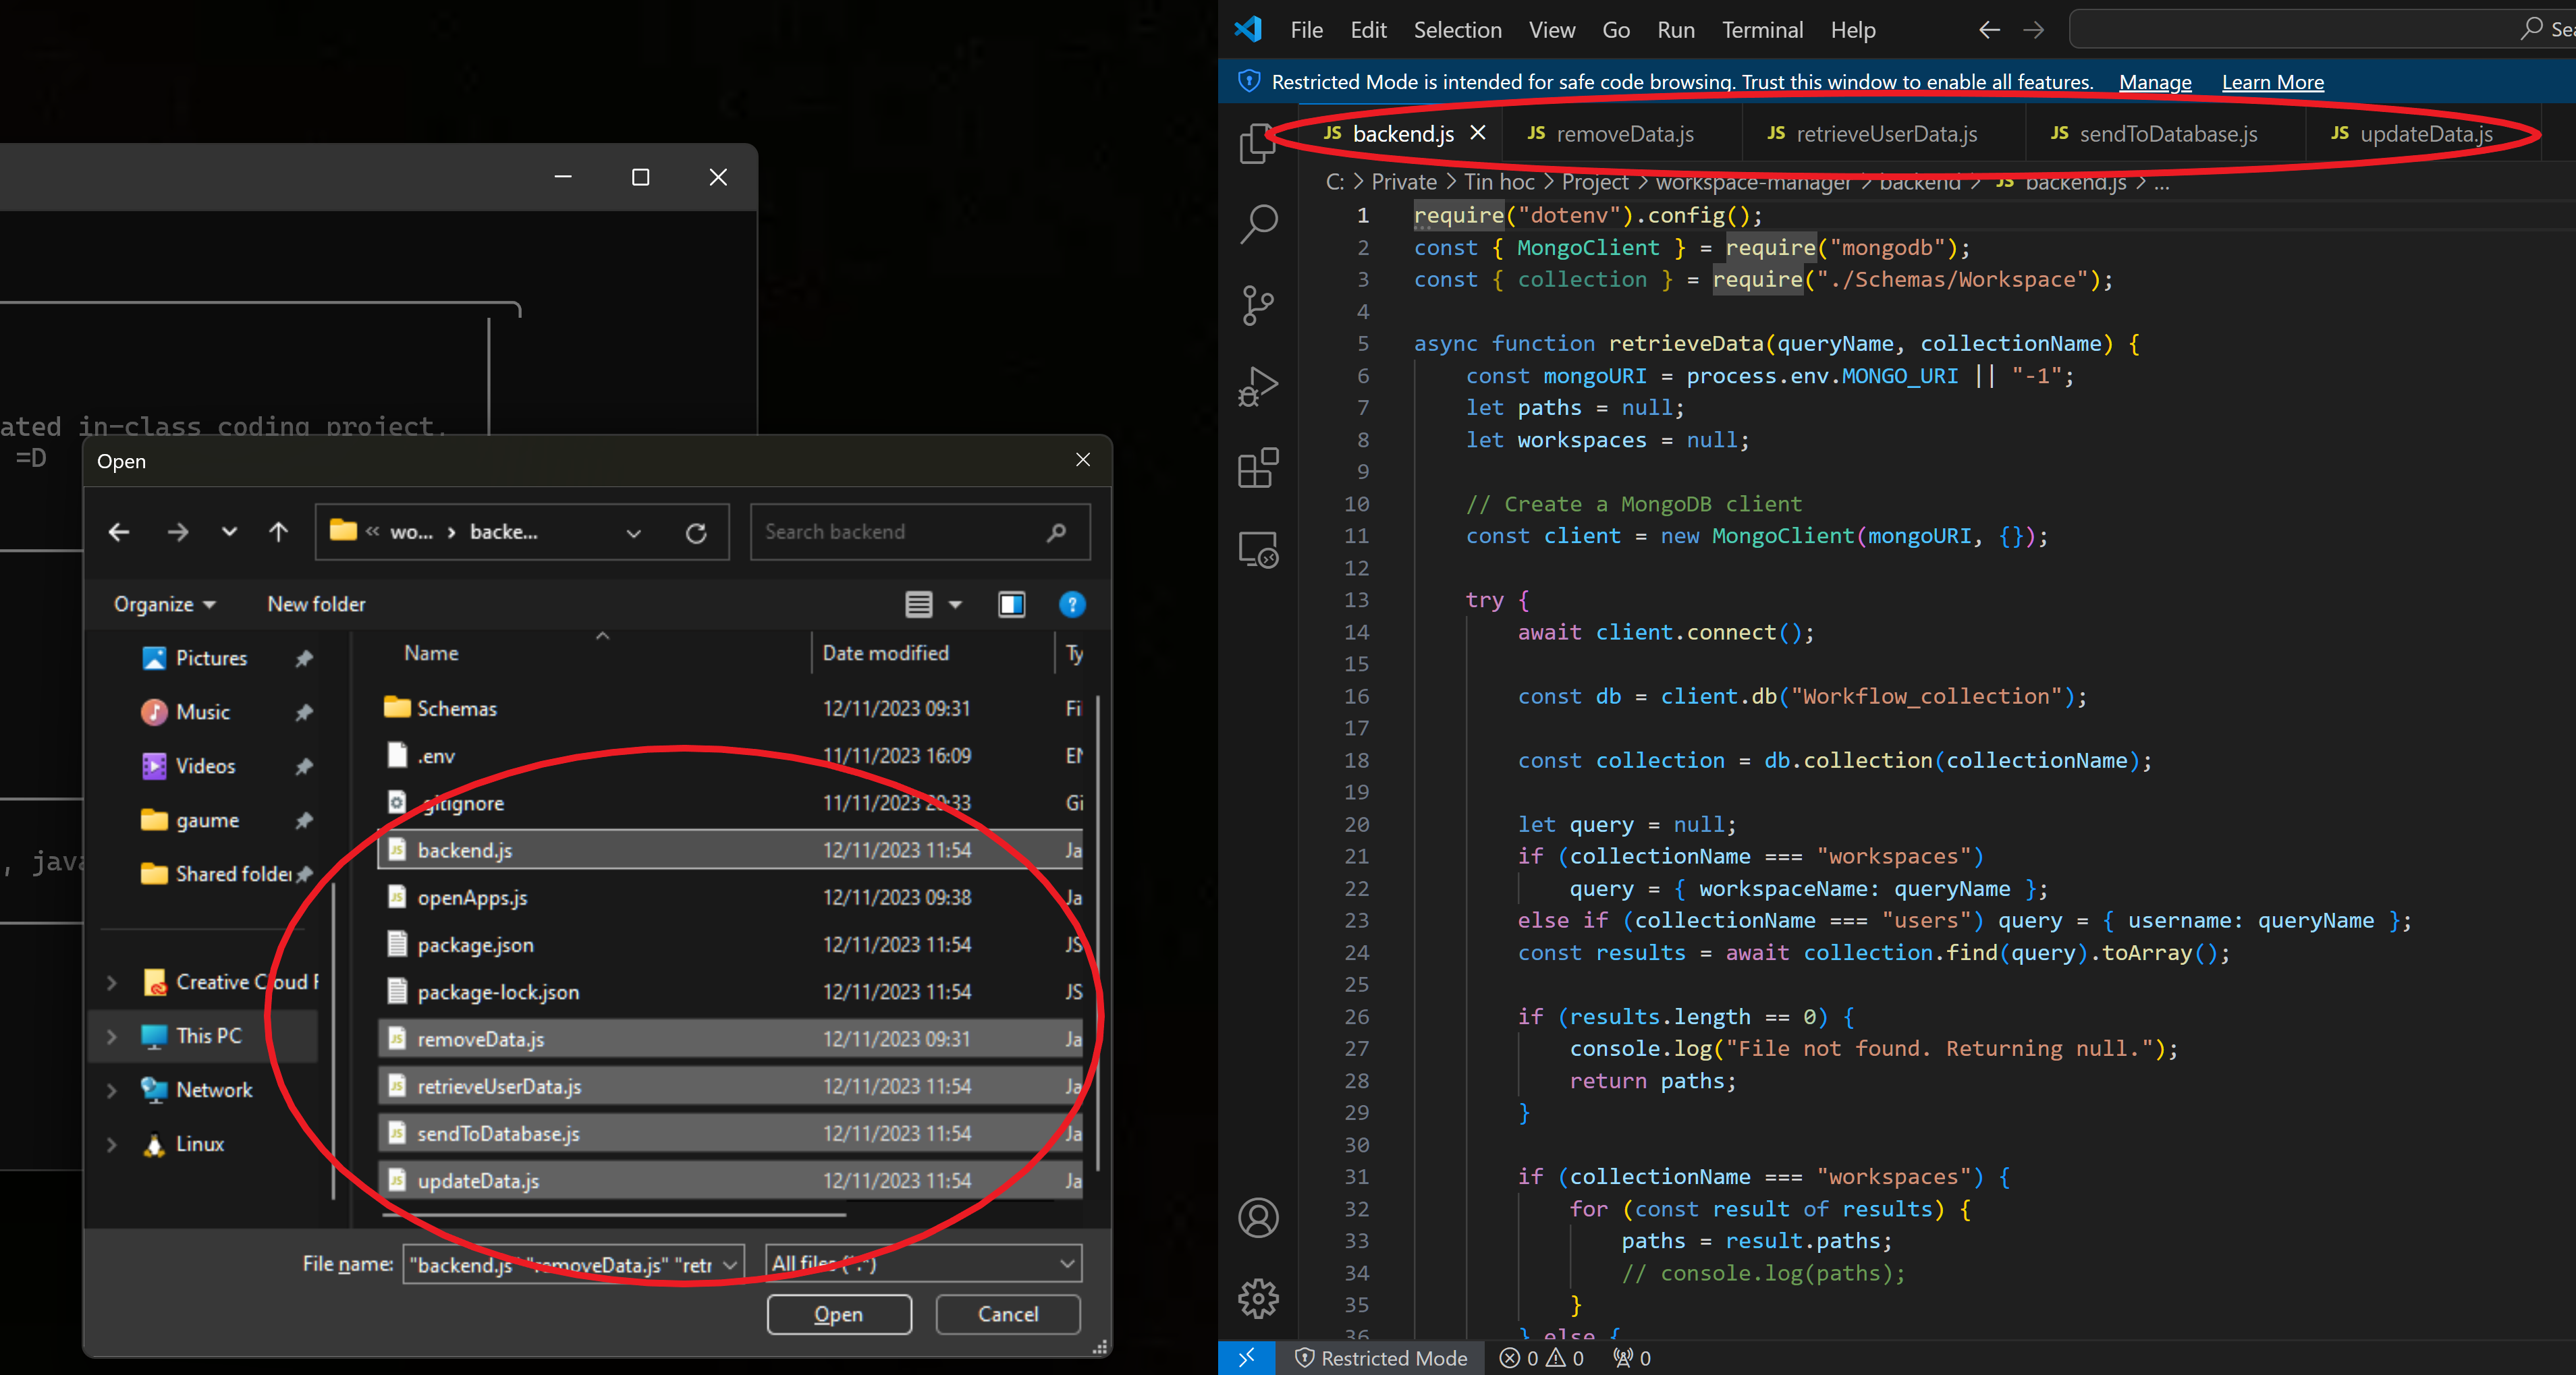 ated in-class coding project.
=D
, java
Open
wo... > backe...
Search backend
Organize
New folder
Pictures
Music
Videos
gaume
Shared folder
Creative Cloud F
This PC
Network
Linux
Name Date modified Ty
Schemas 12/11/2023 09:31 Fi
.env 11/11/2023 16:09 EN
.gitignore 11/11/2023 20:33 Gi
backend.js 12/11/2023 11:54 Ja
openApps.js 12/11/2023 09:38 Ja
package.json 12/11/2023 11:54 JS
package-lock.json 12/11/2023 11:54 JS
removeData.js 12/11/2023 09:31 Ja
retrieveUserData.js 12/11/2023 11:54 Ja
sendToDatabase.js 12/11/2023 11:54 Ja
updateData.js 12/11/2023 11:54 Ja
File name: "backend.js" "removeData.js" "retr
All files (*.*)
Open Cancel
File Edit Selection View Go Run Terminal Help
Sea
Restricted Mode is intended for safe code browsing. Trust this window to enable all features. Manage Learn More
JS backend.js JS removeData.js JS retrieveUserData.js JS sendToDatabase.js JS updateData.js
C: > Private > Tin hoc > Project > workspace-manager > backend > JS backend.js > ...
1 require("dotenv").config();
2 const { MongoClient } = require("mongodb");
3 const { collection } = require("./Schemas/Workspace");
4
5 async function retrieveData(queryName, collectionName) {
6 const mongoURI = process.env.MONGO_URI || "-1";
7 let paths = null;
8 let workspaces = null;
9
10 // Create a MongoDB client
11 const client = new MongoClient(mongoURI, {});
12
13 try {
14 await client.connect();
15
16 const db = client.db("Workflow_collection");
17
18 const collection = db.collection(collectionName);
19
20 let query = null;
21 if (collectionName === "workspaces")
22 query = { workspaceName: queryName };
23 else if (collectionName === "users") query = { username: queryName };
24 const results = await collection.find(query).toArray();
25
26 if (results.length == 0) {
27 console.log("File not found. Returning null.");
28 return paths;
29 }
30
31 if (collectionName === "workspaces") {
32 for (const result of results) {
33 paths = result.paths;
34 // console.log(paths);
35 }
36 } else {
Restricted Mode 0 0 0